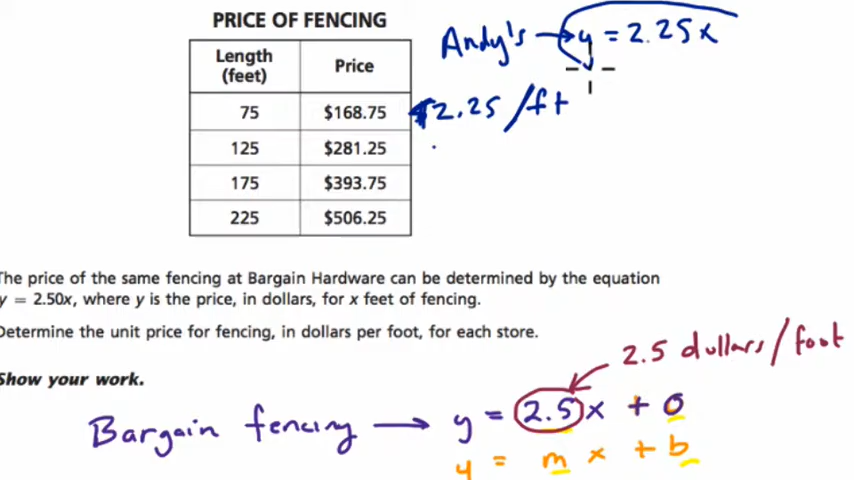 PRICE OF FENCING
Andy's → y = 2.25x
Length (feet) Price
75 $168.75 $2.25/ft
125 $281.25
175 $393.75
225 $506.25
The price of the same fencing at Bargain Hardware can be determined by the equation
y = 2.50x, where y is the price, in dollars, for x feet of fencing.
Determine the unit price for fencing, in dollars per foot, for each store.
2.5 dollars/foot
Show your work.
Bargain fencing → y = 2.5x + 0
y = mx + b